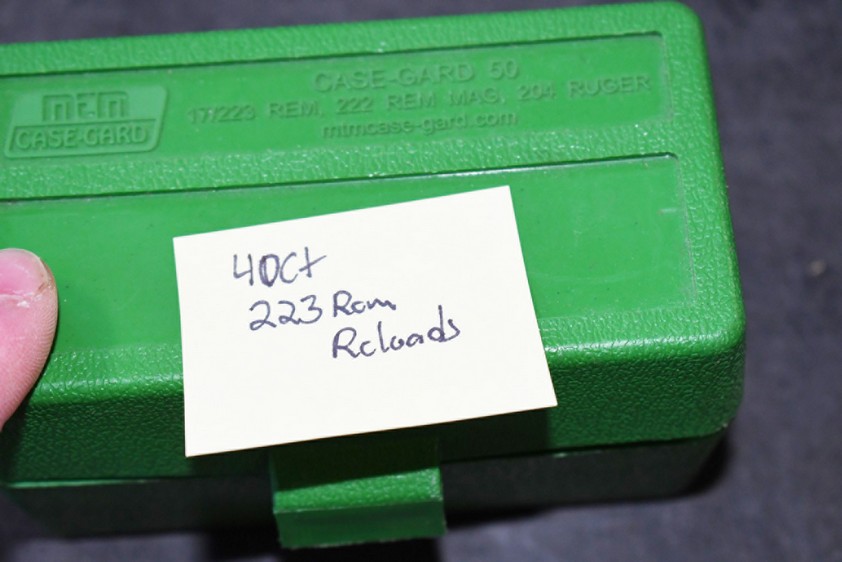 mtm
CASE-GARD
CASE-GARD 50
17/223 REM, 222 REM MAG, 204 RUGER
mtmcase-gard.com
40Ct
223 Rem
Reloads